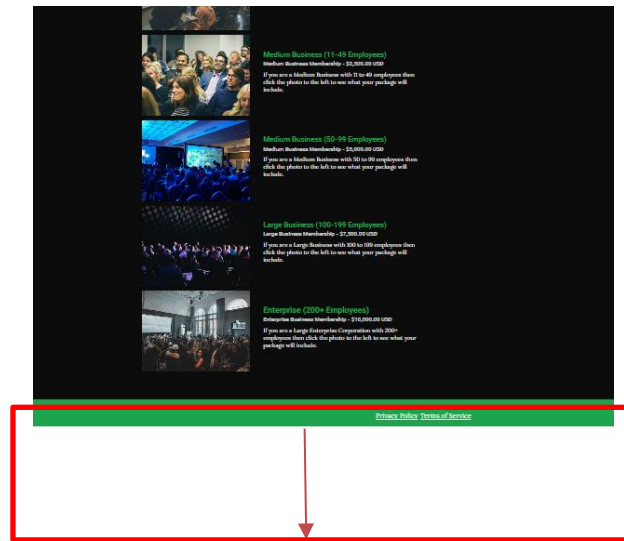 Medium Business (11-49 Employees)
Medium Business Membership - $2,500.00 USD
If you are a Medium Business with 11 to 49 employees then
click the photo to the left to see what your package will
include.
Medium Business (50-99 Employees)
Medium Business Membership - $5,000.00 USD
If you are a Medium Business with 50 to 99 employees then
click the photo to the left to see what your package will
include.
Large Business (100-199 Employees)
Large Business Membership - $7,500.00 USD
If you are a Large Business with 100 to 199 employees then
click the photo to the left to see what your package will
include.
Enterprise (200+ Employees)
Enterprise Business Membership - $10,000.00 USD
If you are a Large Enterprise Corporation with 200+
employees then click the photo to the left to see what your
package will include.
Privacy Policy Terms of Service